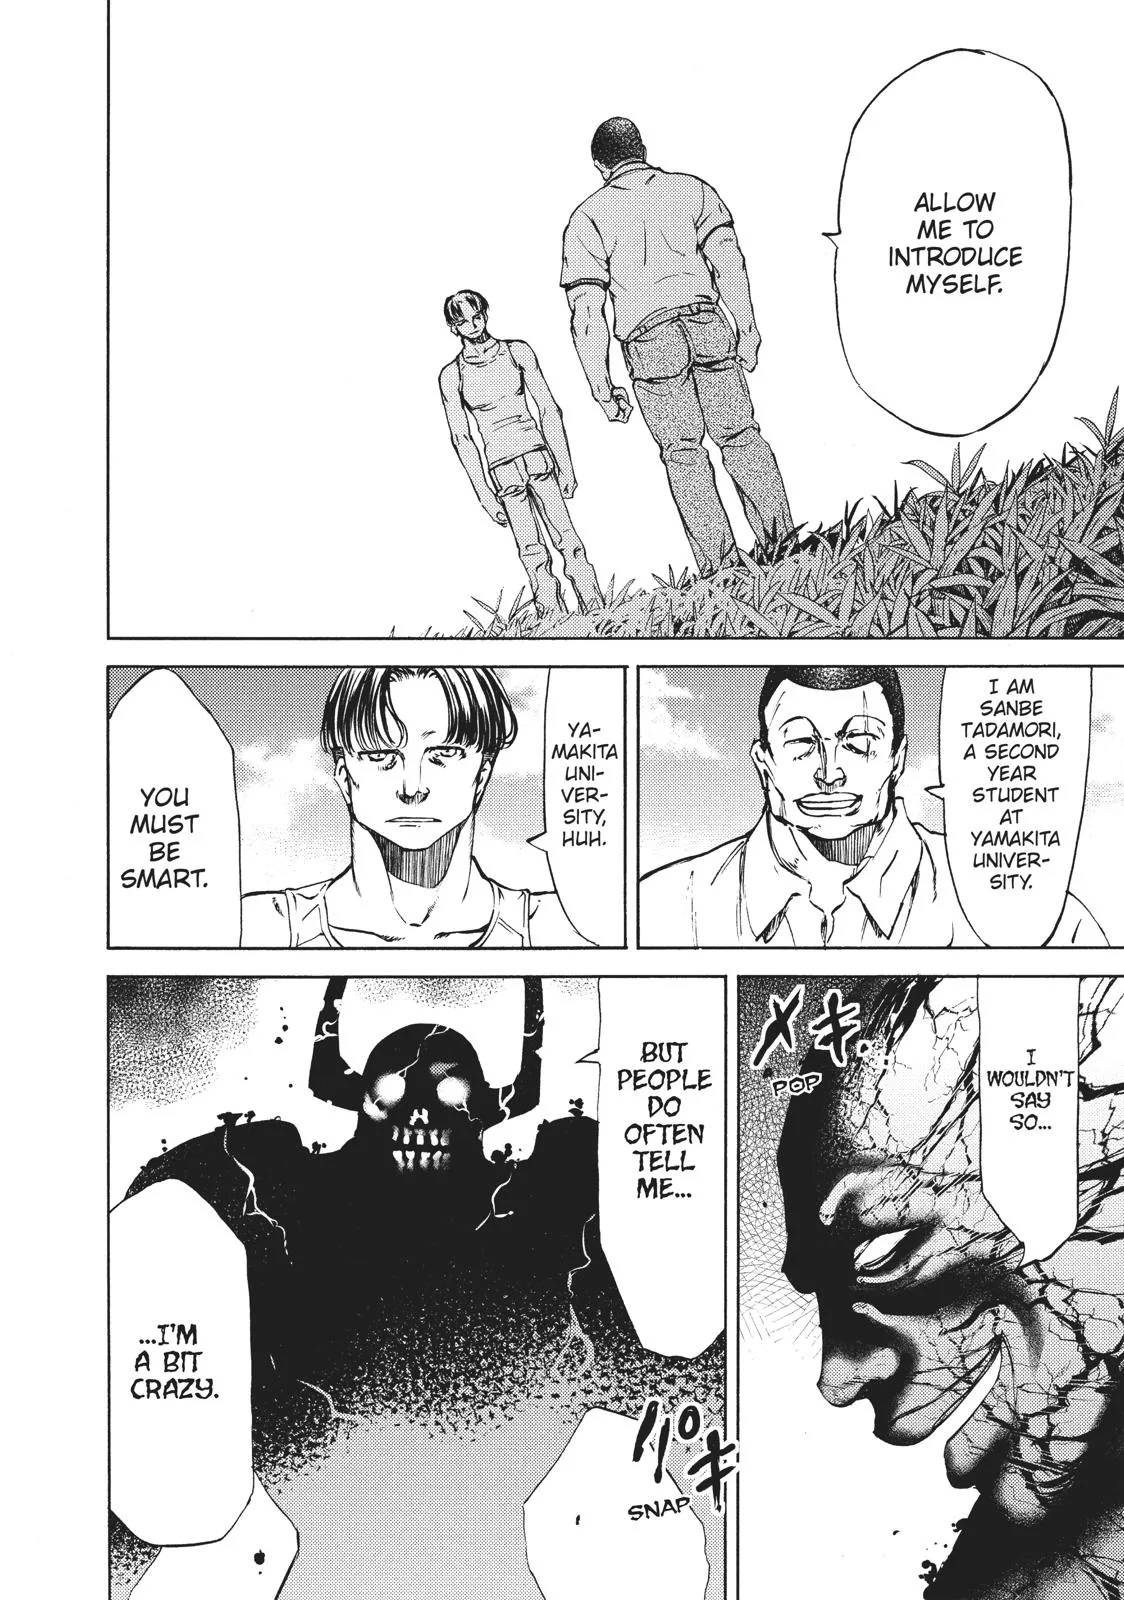 ALLOW
ME TO
INTRODUCE
MYSELF.
I AM
SANBE
TADAMORI,
A SECOND
YEAR
STUDENT
AT
YAMAKITA
UNIVER-
SITY.
YA-
MAKITA
UNI-
VER-
SITY,
HUH.
YOU
MUST
BE
SMART.
I
WOULDN'T
SAY
SO...
メキ...
POP
BUT
PEOPLE
DO
OFTEN
TELL
ME...
パキ
SNAP
...I'M
A BIT
CRAZY.